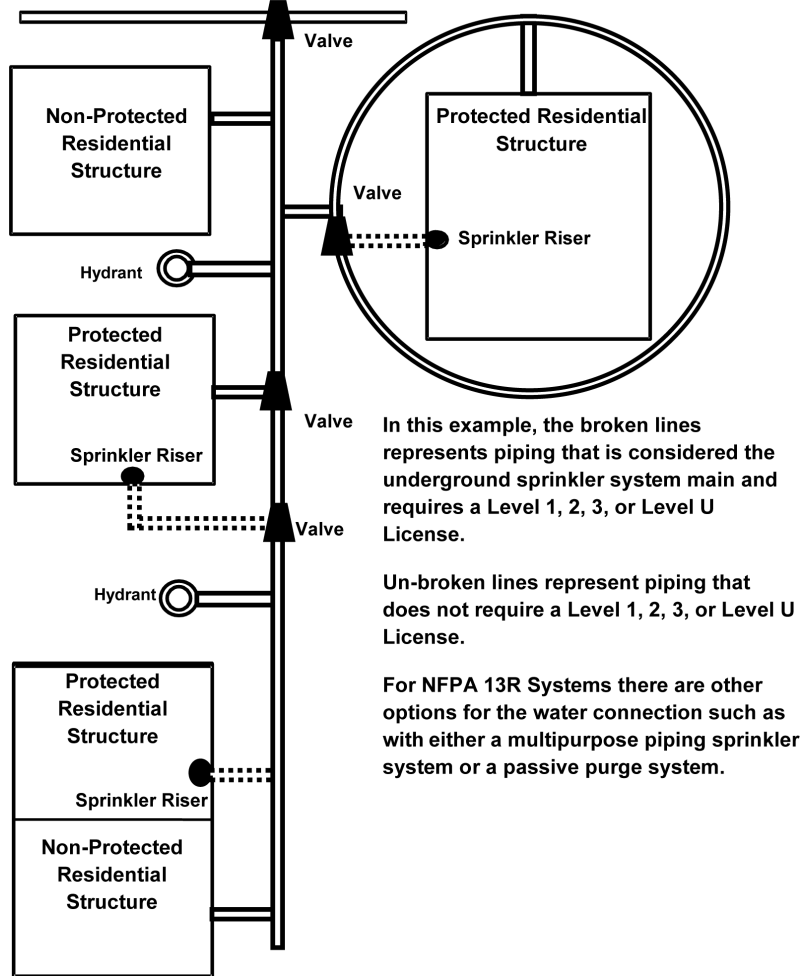 Valve
Non-Protected
Residential
Structure
Protected Residential
Structure
Valve
Sprinkler Riser
Hydrant
Protected
Residential
Structure
Sprinkler Riser
Valve
Valve
Hydrant
In this example, the broken lines
represents piping that is considered the
underground sprinkler system main and
requires a Level 1, 2, 3, or Level U
License.
Un-broken lines represent piping that
does not require a Level 1, 2, 3, or Level U
License.
For NFPA 13R Systems there are other
options for the water connection such as
with either a multipurpose piping sprinkler
system or a passive purge system.
Protected
Residential
Structure
Sprinkler Riser
Non-Protected
Residential
Structure